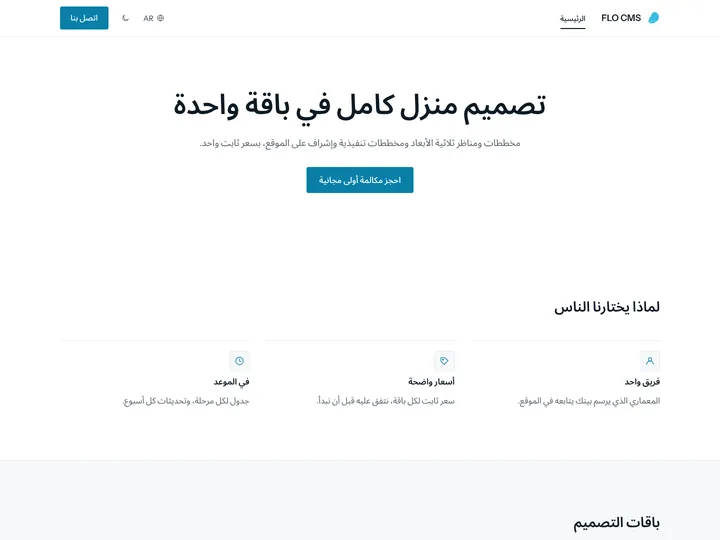 FLO CMS
الرئيسية
AR
اتصل بنا
تصميم منزل كامل في باقة واحدة
مخططات ومناظر ثلاثية الأبعاد ومخططات تنفيذية وإشراف على الموقع، بسعر ثابت واحد.
احجز مكالمة أولى مجانية
لماذا يختارنا الناس
فريق واحد
المعماري الذي يرسم بيتك يتابعه في الموقع.
أسعار واضحة
سعر ثابت لكل باقة، نتفق عليه قبل أن نبدأ.
في الموعد
جدول لكل مرحلة، وتحديثات كل أسبوع.
باقات التصميم